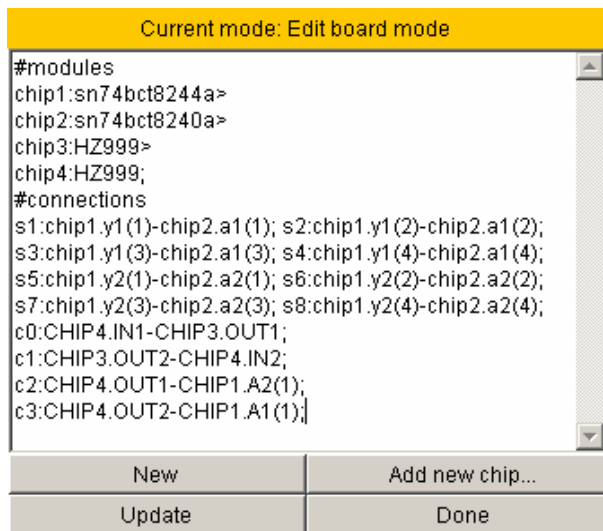 Current mode: Edit board mode
#modules
chip1:sn74bct8244a>
chip2:sn74bct8240a>
chip3:HZ999>
chip4:HZ999;
#connections
s1:chip1.y1(1)-chip2.a1(1); s2:chip1.y1(2)-chip2.a1(2);
s3:chip1.y1(3)-chip2.a1(3); s4:chip1.y1(4)-chip2.a1(4);
s5:chip1.y2(1)-chip2.a2(1); s6:chip1.y2(2)-chip2.a2(2);
s7:chip1.y2(3)-chip2.a2(3); s8:chip1.y2(4)-chip2.a2(4);
c0:CHIP4.IN1-CHIP3.OUT1;
c1:CHIP3.OUT2-CHIP4.IN2;
c2:CHIP4.OUT1-CHIP1.A2(1);
c3:CHIP4.OUT2-CHIP1.A1(1);
New Add new chip...
Update Done